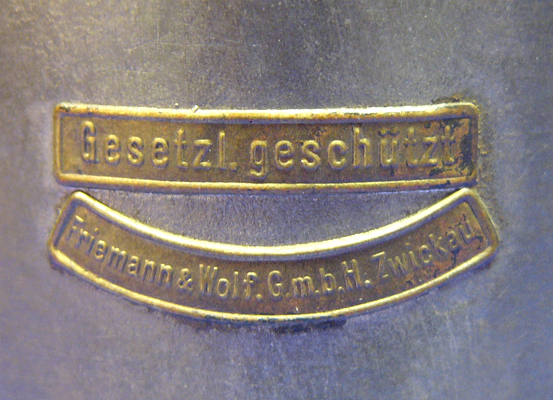 Gesetzl. geschützt
Friemann & Wolf. G.m.b.H. Zwickau